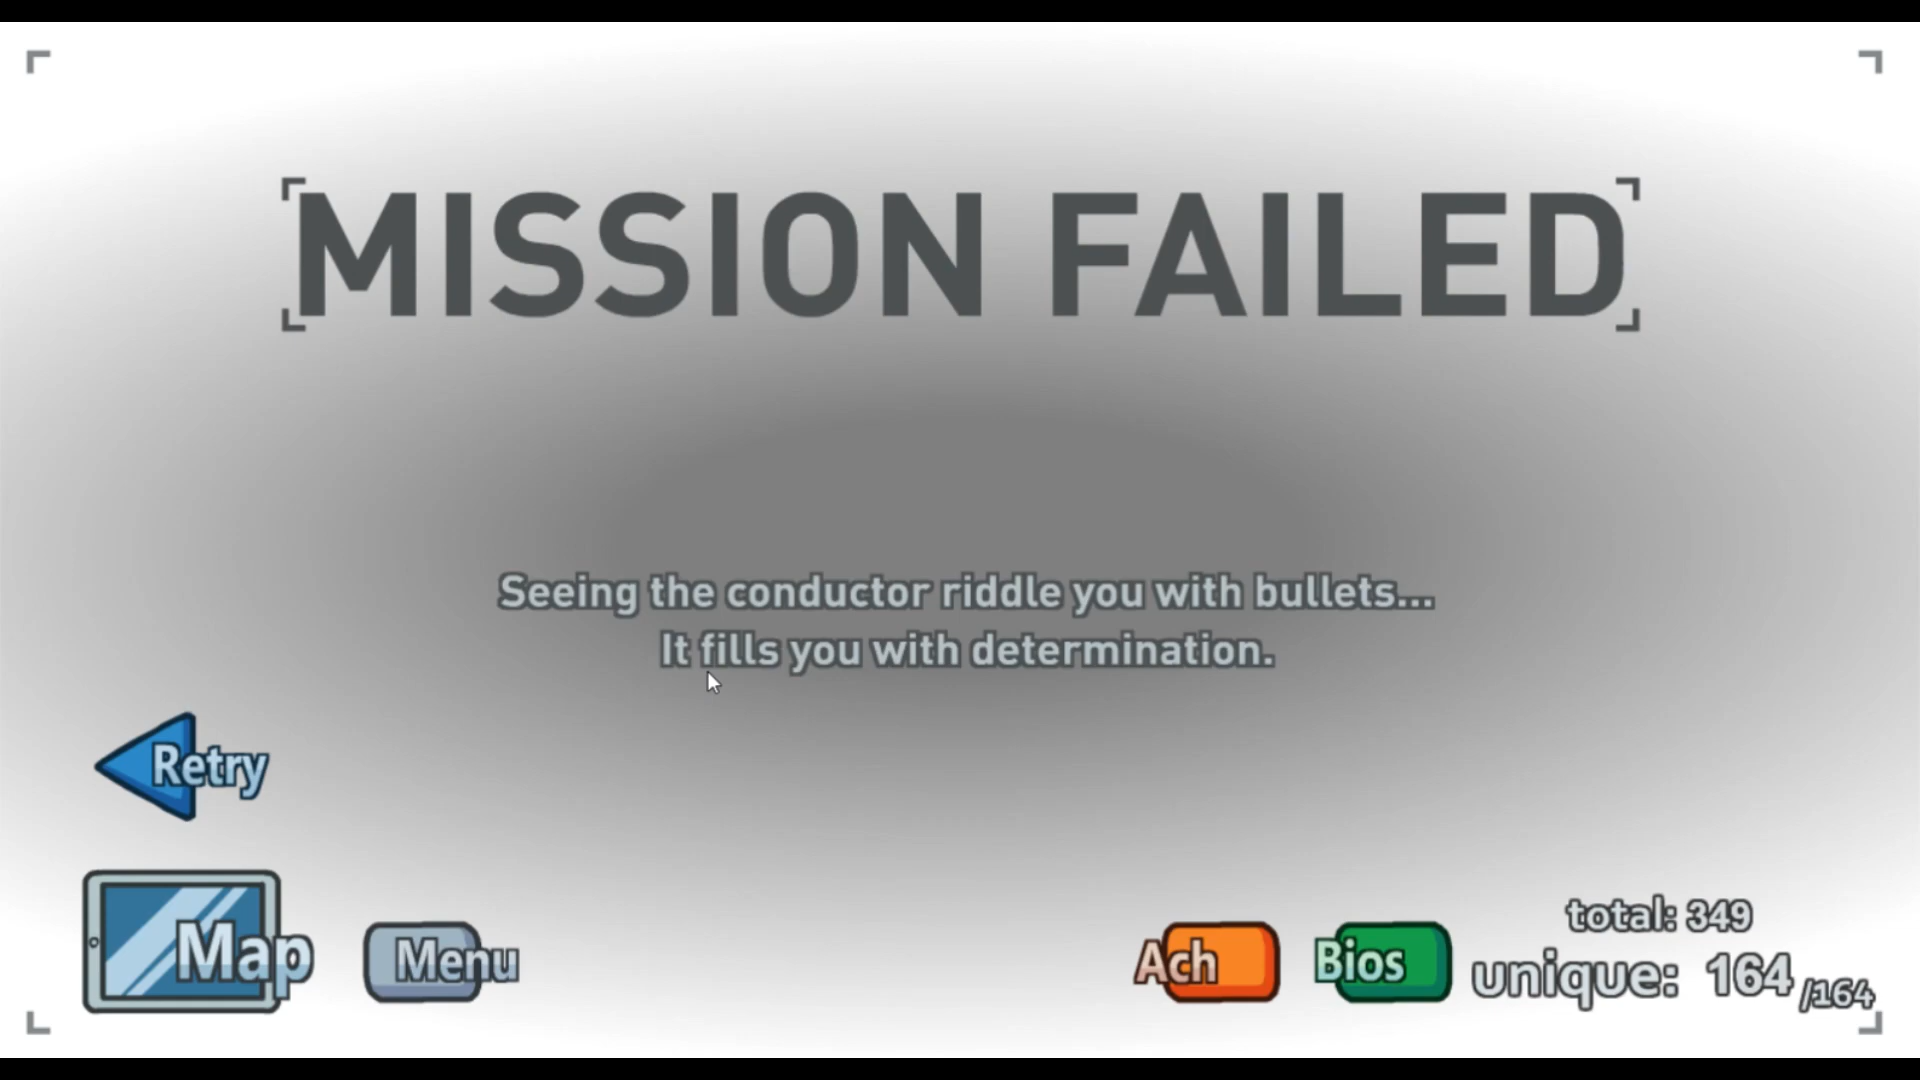 MISSION FAILED
Seeing the conductor riddle you with bullets...
It fills you with determination.
Retry
Map
Menu
Ach
Bios
total: 349
unique: 164 /164